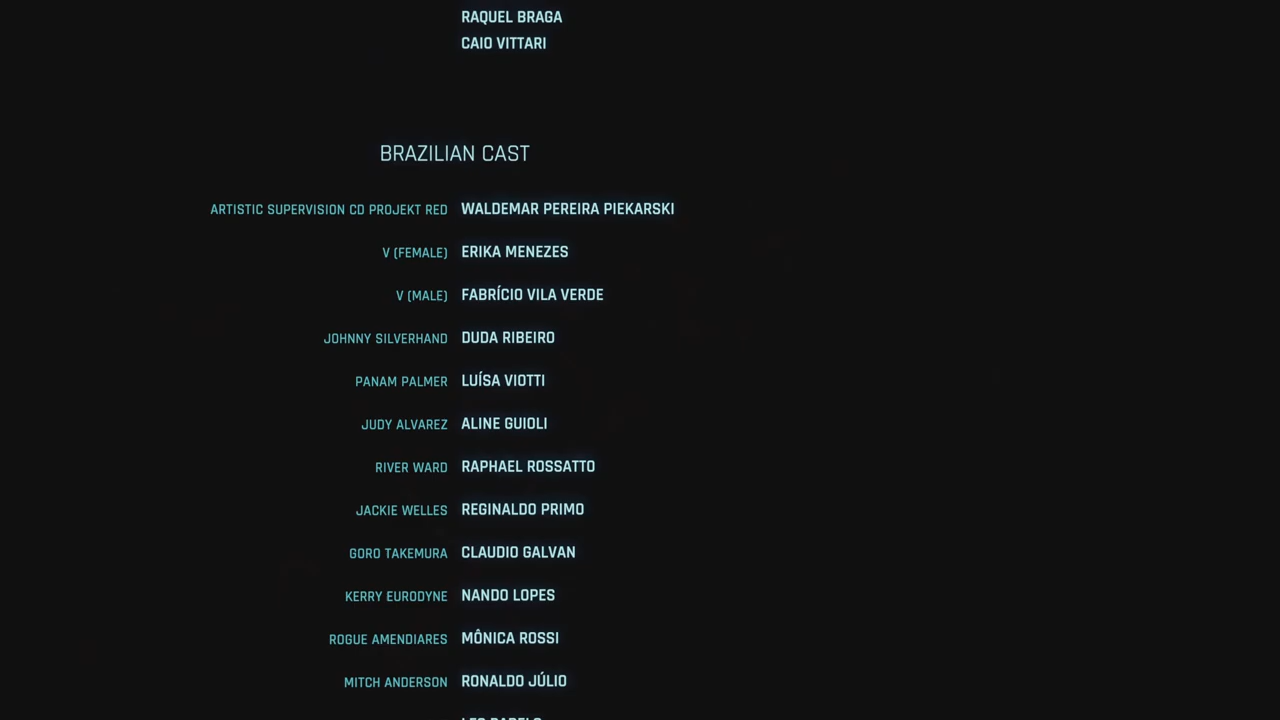 RAQUEL BRAGA
CAIO VITTARI
BRAZILIAN CAST
ARTISTIC SUPERVISION CD PROJEKT RED WALDEMAR PEREIRA PIEKARSKI
V (FEMALE) ERIKA MENEZES
V (MALE) FABRÍCIO VILA VERDE
JOHNNY SILVERHAND DUDA RIBEIRO
PANAM PALMER LUÍSA VIOTTI
JUDY ALVAREZ ALINE GUIOLI
RIVER WARD RAPHAEL ROSSATTO
JACKIE WELLES REGINALDO PRIMO
GORO TAKEMURA CLAUDIO GALVAN
KERRY EURODYNE NANDO LOPES
ROGUE AMENDIARES MÔNICA ROSSI
MITCH ANDERSON RONALDO JÚLIO